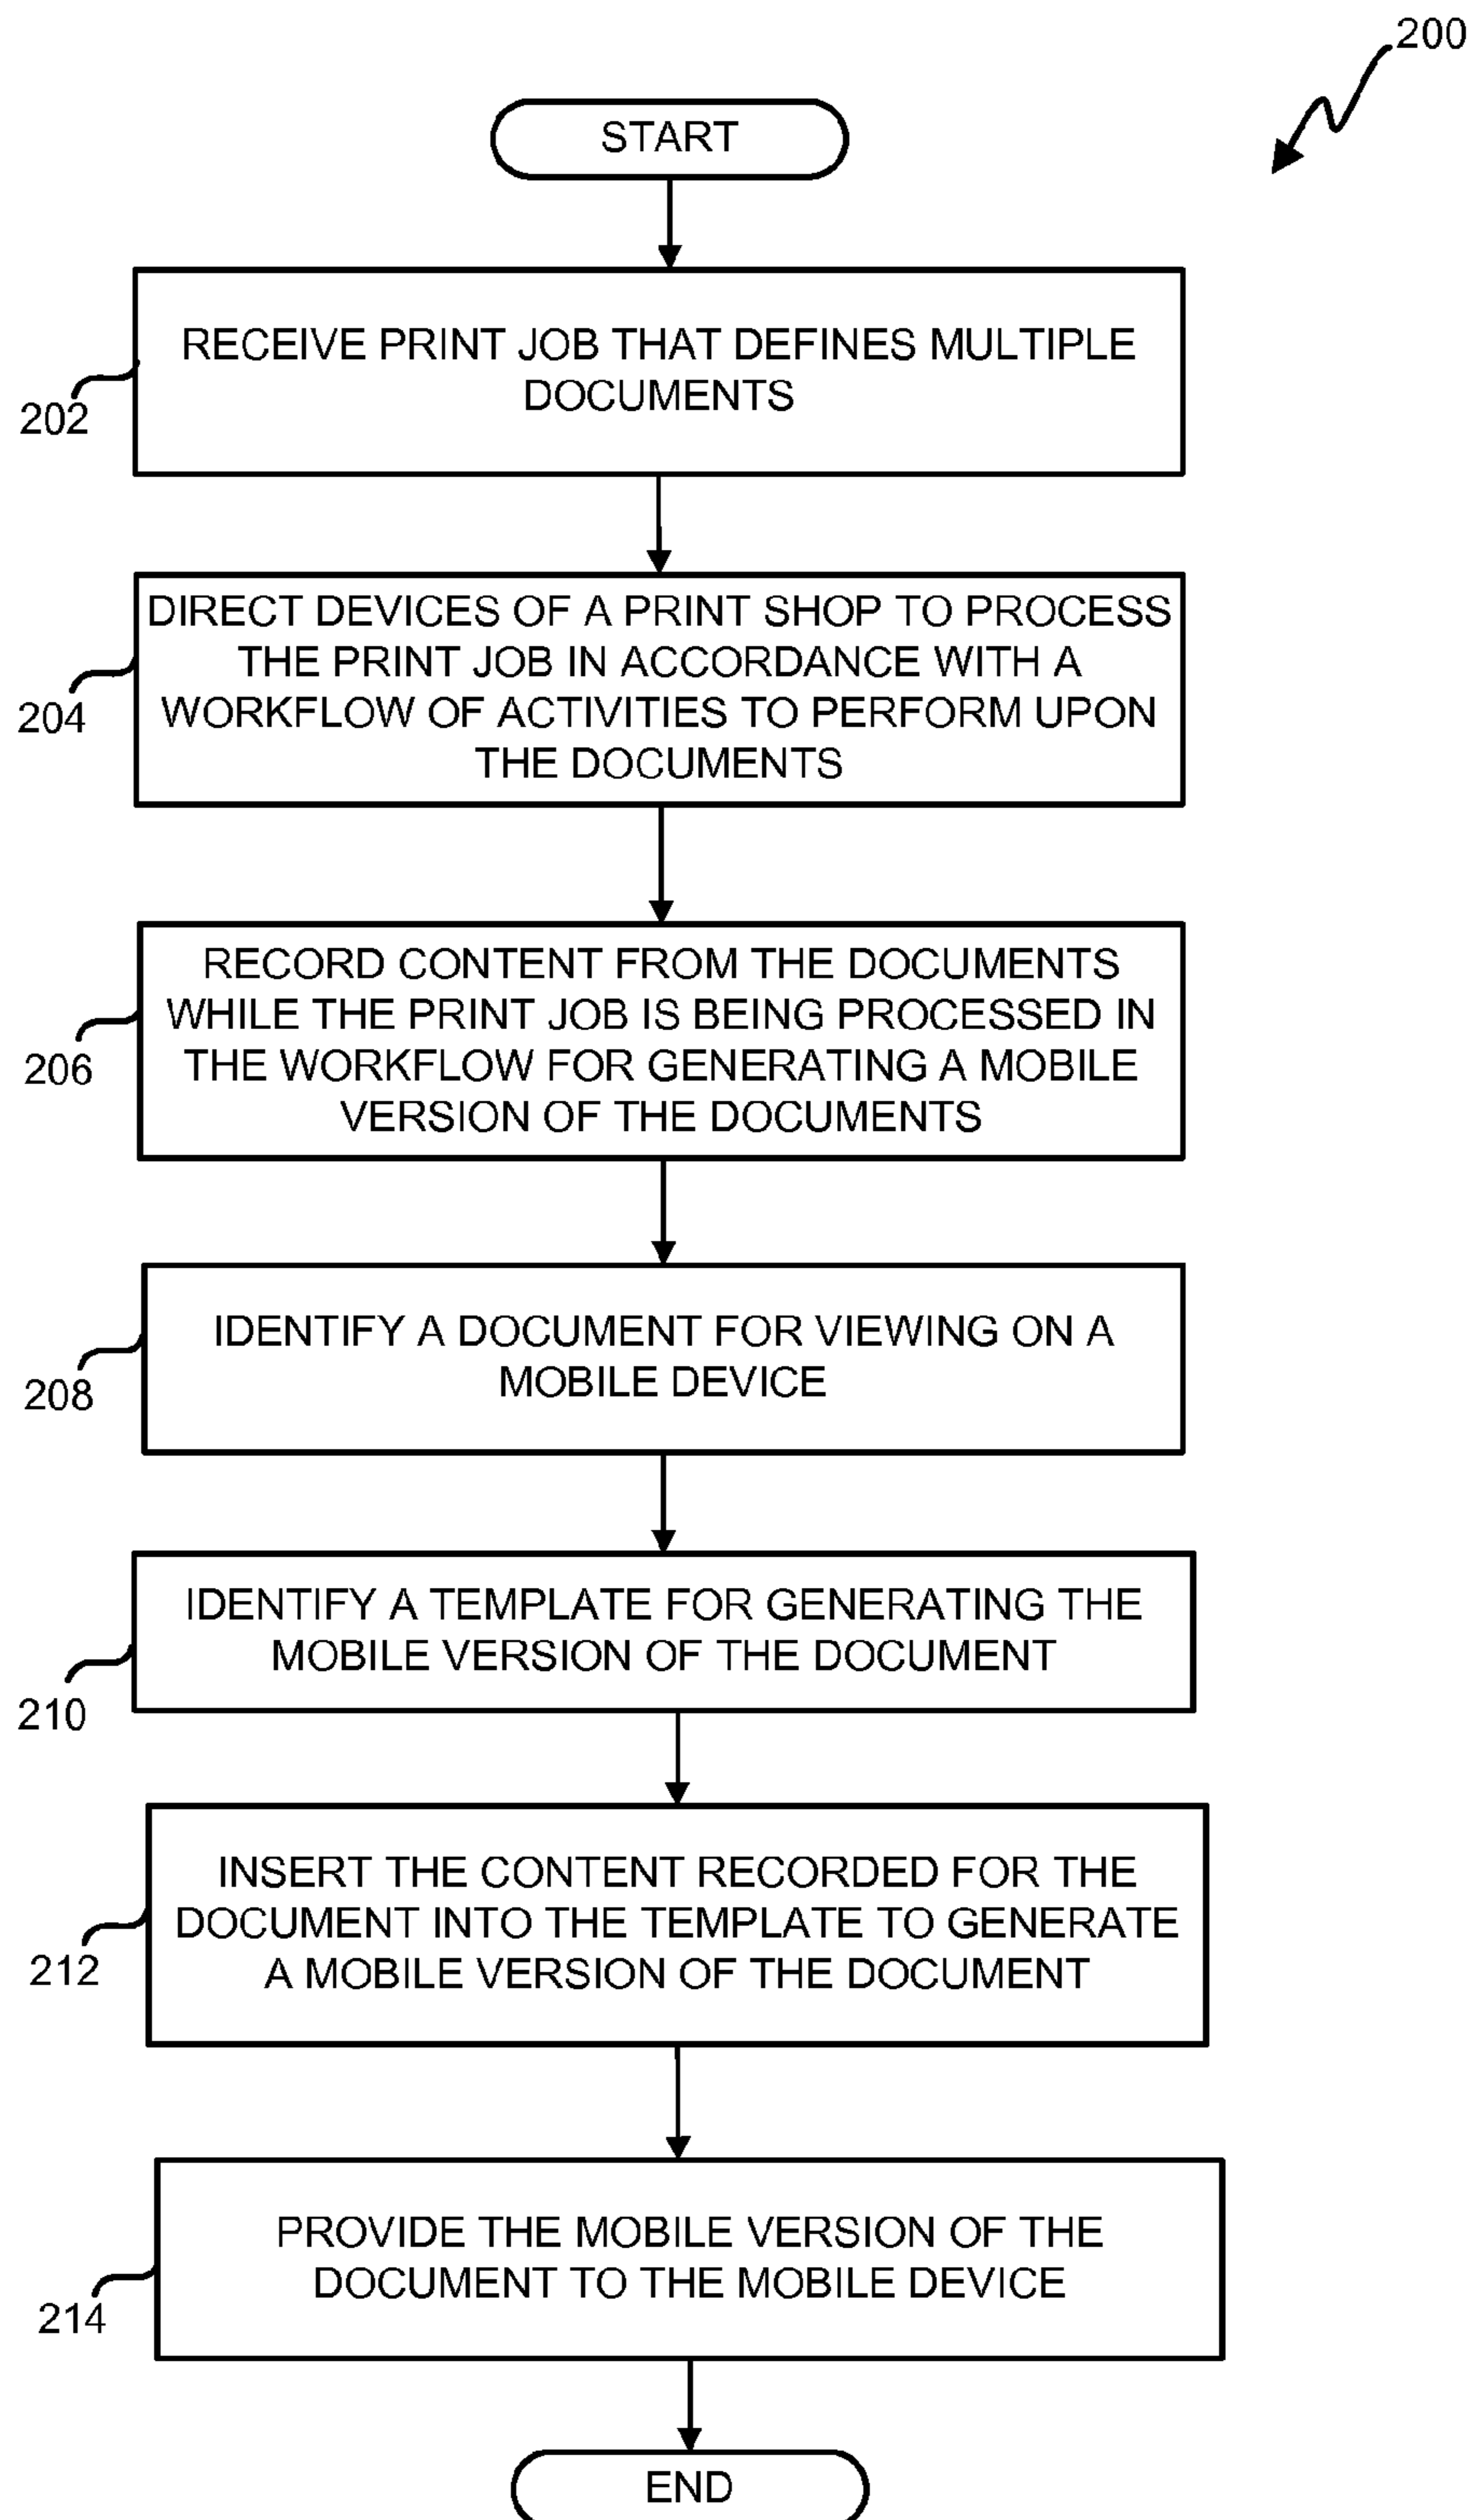 200
START
RECEIVE PRINT JOB THAT DEFINES MULTIPLE
DOCUMENTS
202
DIRECT DEVICES OF A PRINT SHOP TO PROCESS
THE PRINT JOB IN ACCORDANCE WITH A
WORKFLOW OF ACTIVITIES TO PERFORM UPON
THE DOCUMENTS
204
RECORD CONTENT FROM THE DOCUMENTS
WHILE THE PRINT JOB IS BEING PROCESSED IN
THE WORKFLOW FOR GENERATING A MOBILE
VERSION OF THE DOCUMENTS
206
IDENTIFY A DOCUMENT FOR VIEWING ON A
MOBILE DEVICE
208
IDENTIFY A TEMPLATE FOR GENERATING THE
MOBILE VERSION OF THE DOCUMENT
210
INSERT THE CONTENT RECORDED FOR THE
DOCUMENT INTO THE TEMPLATE TO GENERATE
A MOBILE VERSION OF THE DOCUMENT
212
PROVIDE THE MOBILE VERSION OF THE
DOCUMENT TO THE MOBILE DEVICE
214
END